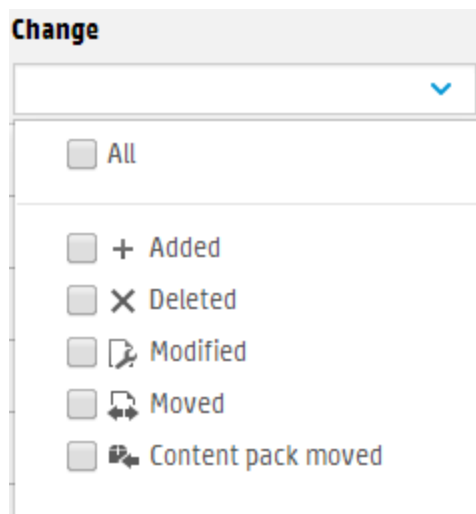 Change
All
Added
Deleted
Modified
Moved
Content pack moved